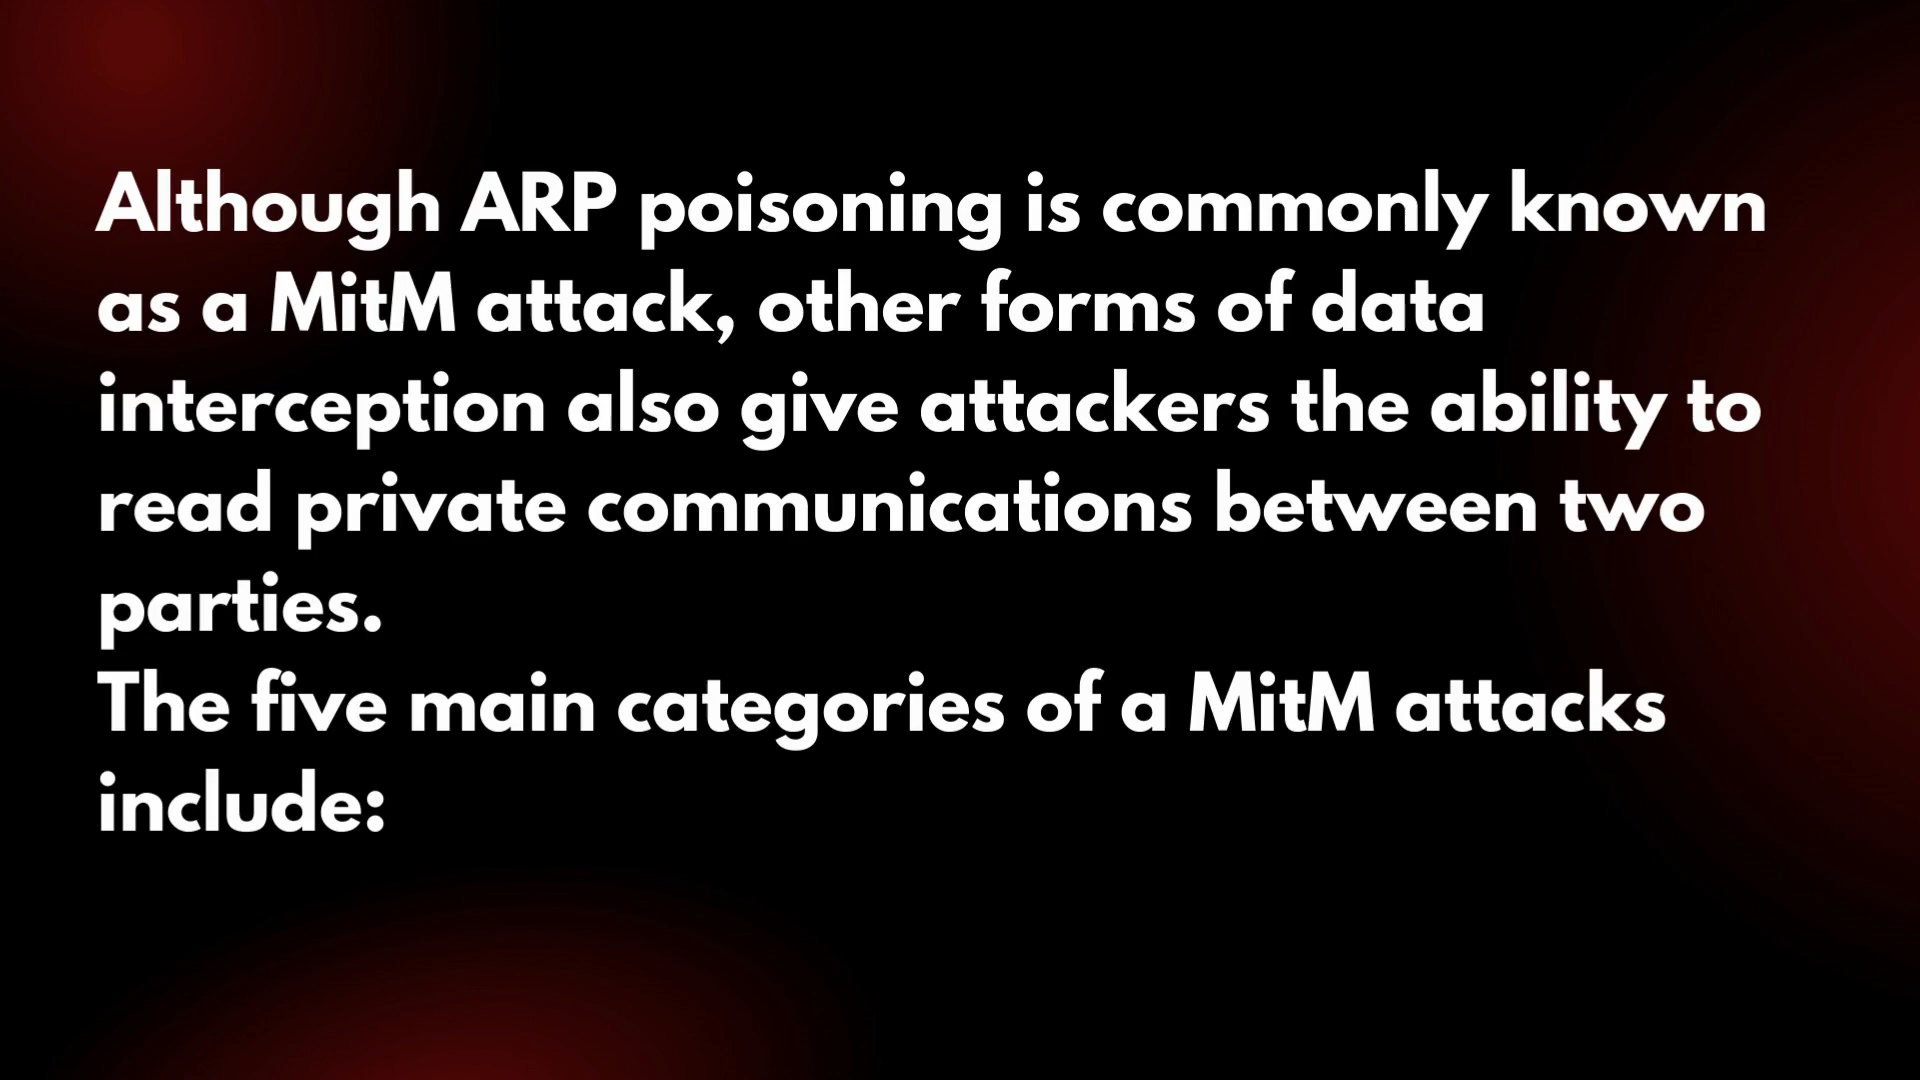 Although ARP poisoning is commonly known
as a MitM attack, other forms of data
interception also give attackers the ability to
read private communications between two
parties.
The five main categories of a MitM attacks
include: